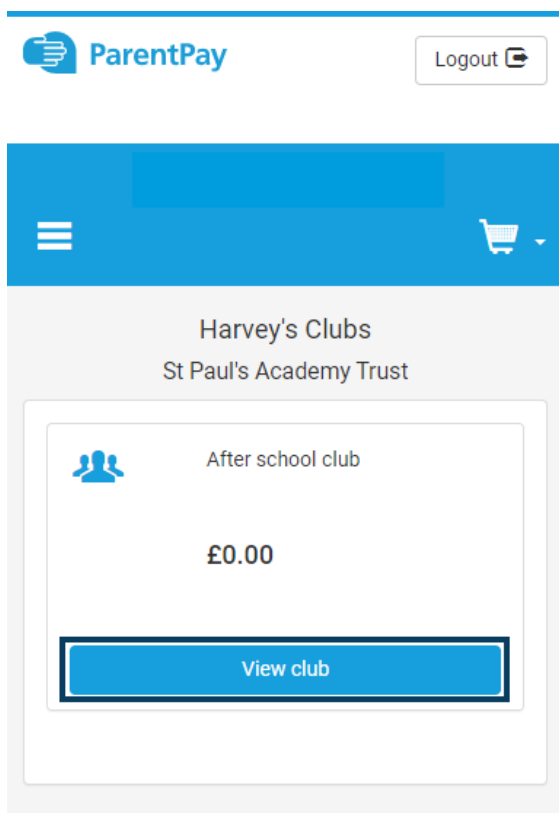 ParentPay
Logout
Harvey's Clubs
St Paul's Academy Trust
After school club
£0.00
View club